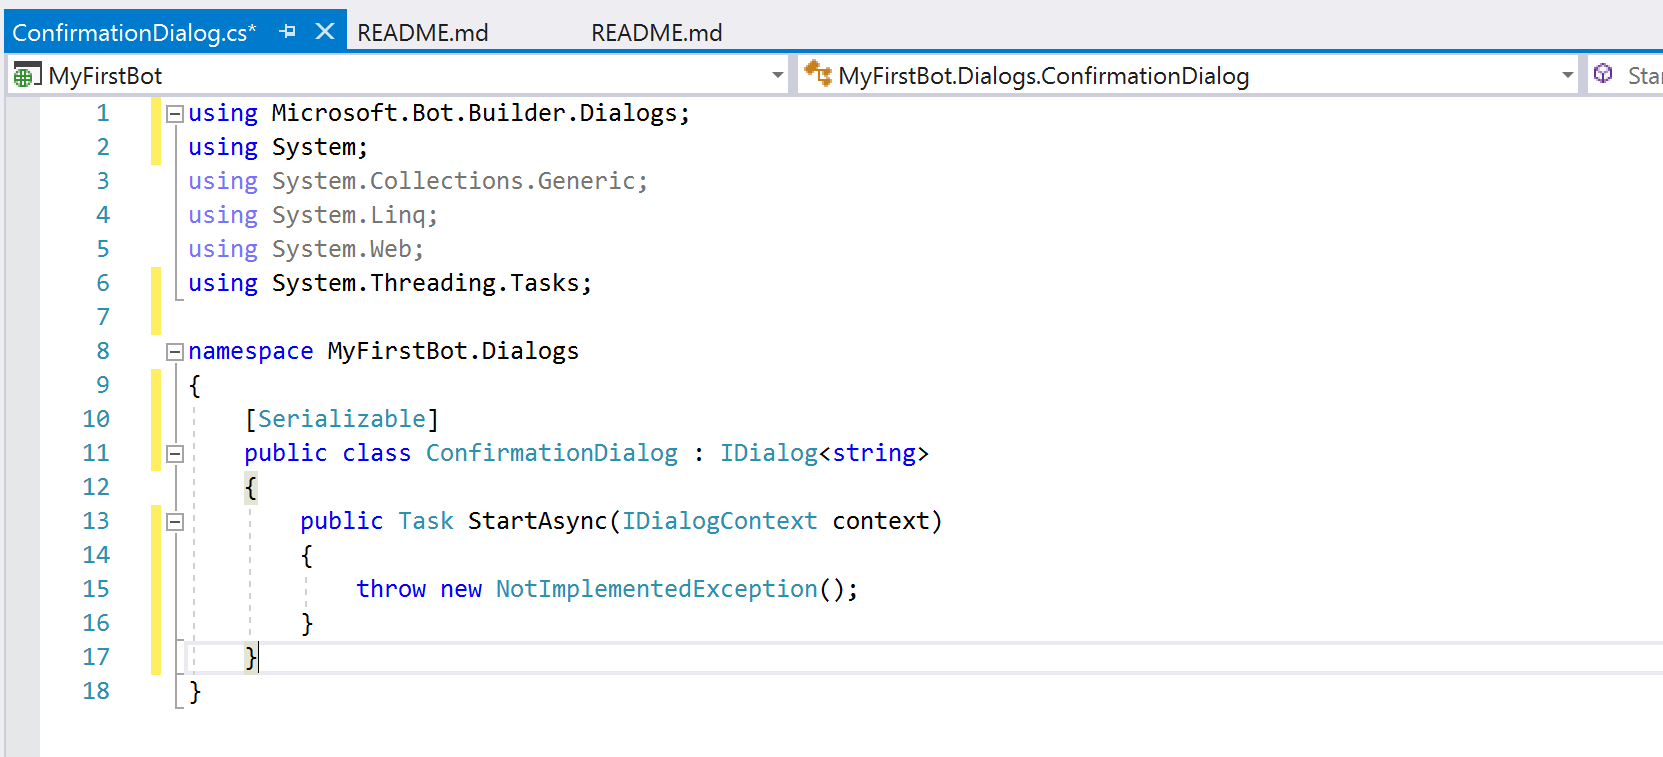 ConfirmationDialog.cs* README.md README.md
MyFirstBot MyFirstBot.Dialogs.ConfirmationDialog
1 using Microsoft.Bot.Builder.Dialogs;
2 using System;
3 using System.Collections.Generic;
4 using System.Linq;
5 using System.Web;
6 using System.Threading.Tasks;
7
8 namespace MyFirstBot.Dialogs
9 {
10 [Serializable]
11 public class ConfirmationDialog : IDialog<string>
12 {
13 public Task StartAsync(IDialogContext context)
14 {
15 throw new NotImplementedException();
16 }
17 }
18 }